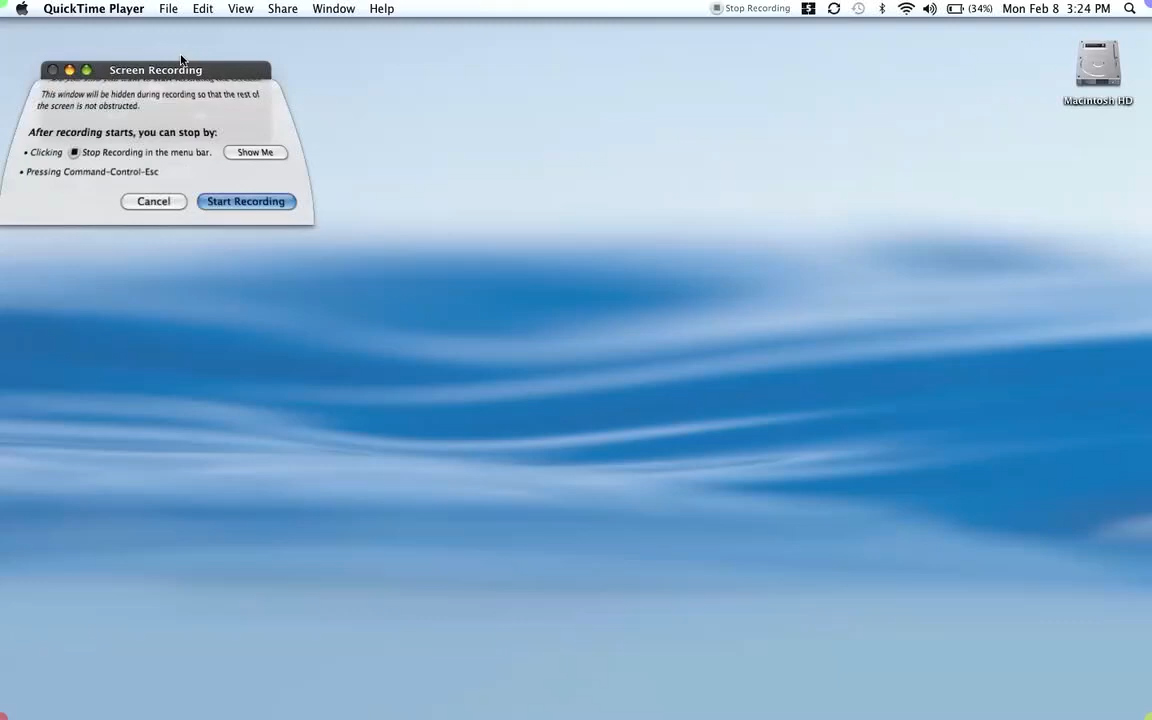 QuickTime Player File Edit View Share Window Help Stop Recording (34%) Mon Feb 8 3:24 PM
Screen Recording
This window will be hidden during recording so that the rest of
the screen is not obstructed.
After recording starts, you can stop by:
• Clicking Stop Recording in the menu bar. Show Me
• Pressing Command-Control-Esc
Cancel Start Recording
Macintosh HD